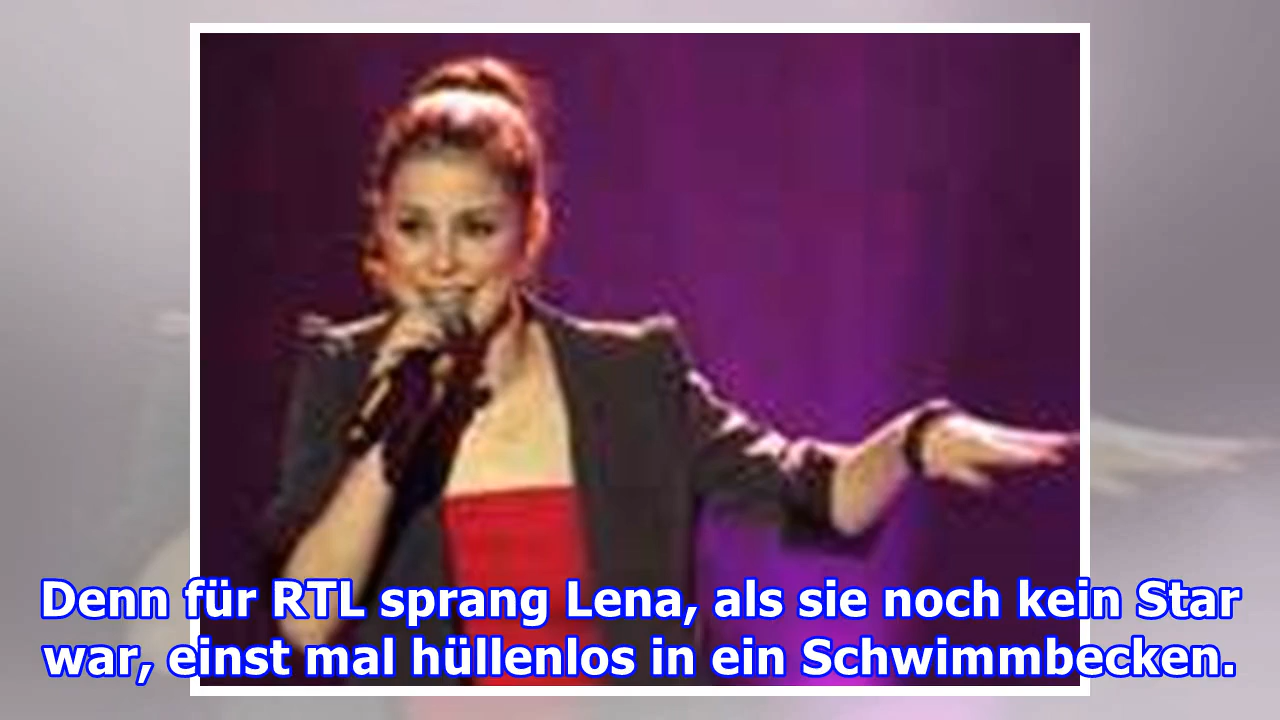 Denn für RTL sprang Lena, als sie noch kein Star
war, einst mal hüllenlos in ein Schwimmbecken.